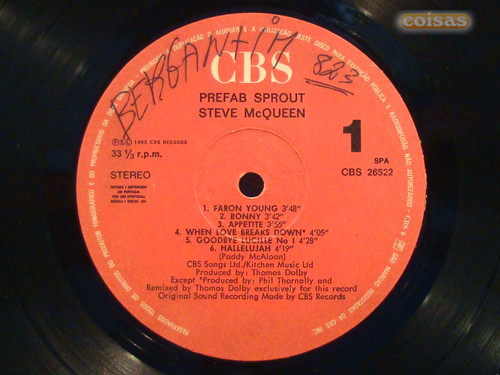 coisas
BERGANTIM
823
CBS
PREFAB SPROUT
STEVE McQUEEN
℗&© 1985 CBS RECORDS
33 ⅓ r.p.m.
STEREO
1
SPA
CBS 26522
1. FARON YOUNG 3'48"
2. BONNY 3'42"
3. APPETITE 3'55"
4. WHEN LOVE BREAKS DOWN* 4'05"
5. GOODBYE LUCILLE No 1 4'28"
6. HALLELUJAH 4'19"
(Paddy McAloon)
CBS Songs Ltd./Kitchen Music Ltd
Produced by: Thomas Dolby
Except *Produced by: Phil Thornally and
Remixed by Thomas Dolby exclusively for this record
Original Sound Recording Made by CBS Records